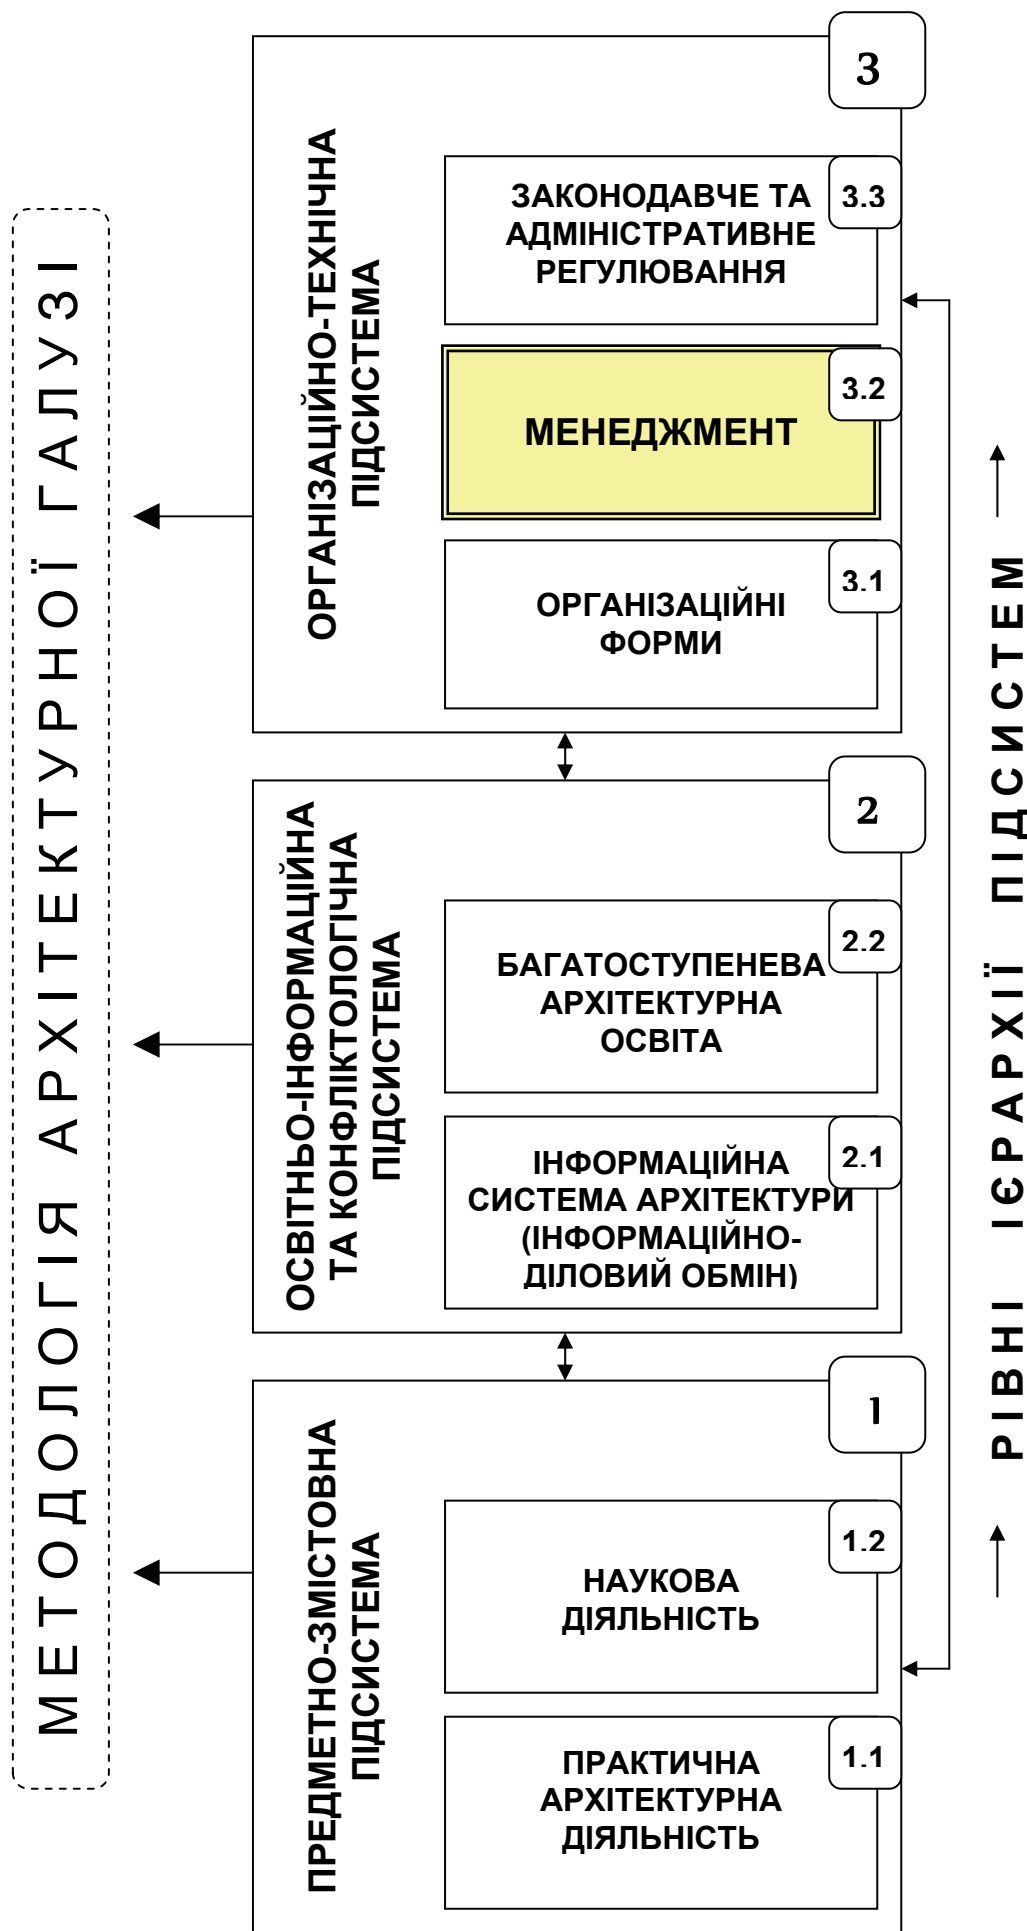 МЕТОДОЛОГІЯ АРХІТЕКТУРНОЇ ГАЛУЗІ
3
ОРГАНІЗАЦІЙНО-ТЕХНІЧНА
ПІДСИСТЕМА
3.3
ЗАКОНОДАВЧЕ ТА
АДМІНІСТРАТИВНЕ
РЕГУЛЮВАННЯ
3.2
МЕНЕДЖМЕНТ
3.1
ОРГАНІЗАЦІЙНІ
ФОРМИ
2
ОСВІТНЬО-ІНФОРМАЦІЙНА
ТА КОНФЛІКТОЛОГІЧНА
ПІДСИСТЕМА
2.2
БАГАТОСТУПЕНЕВА
АРХІТЕКТУРНА
ОСВІТА
2.1
ІНФОРМАЦІЙНА
СИСТЕМА АРХІТЕКТУРИ
(ІНФОРМАЦІЙНО-
ДІЛОВИЙ ОБМІН)
1
ПРЕДМЕТНО-ЗМІСТОВНА
ПІДСИСТЕМА
1.2
НАУКОВА
ДІЯЛЬНІСТЬ
1.1
ПРАКТИЧНА
АРХІТЕКТУРНА
ДІЯЛЬНІСТЬ
РІВНІ ІЄРАРХІЇ ПІДСИСТЕМ